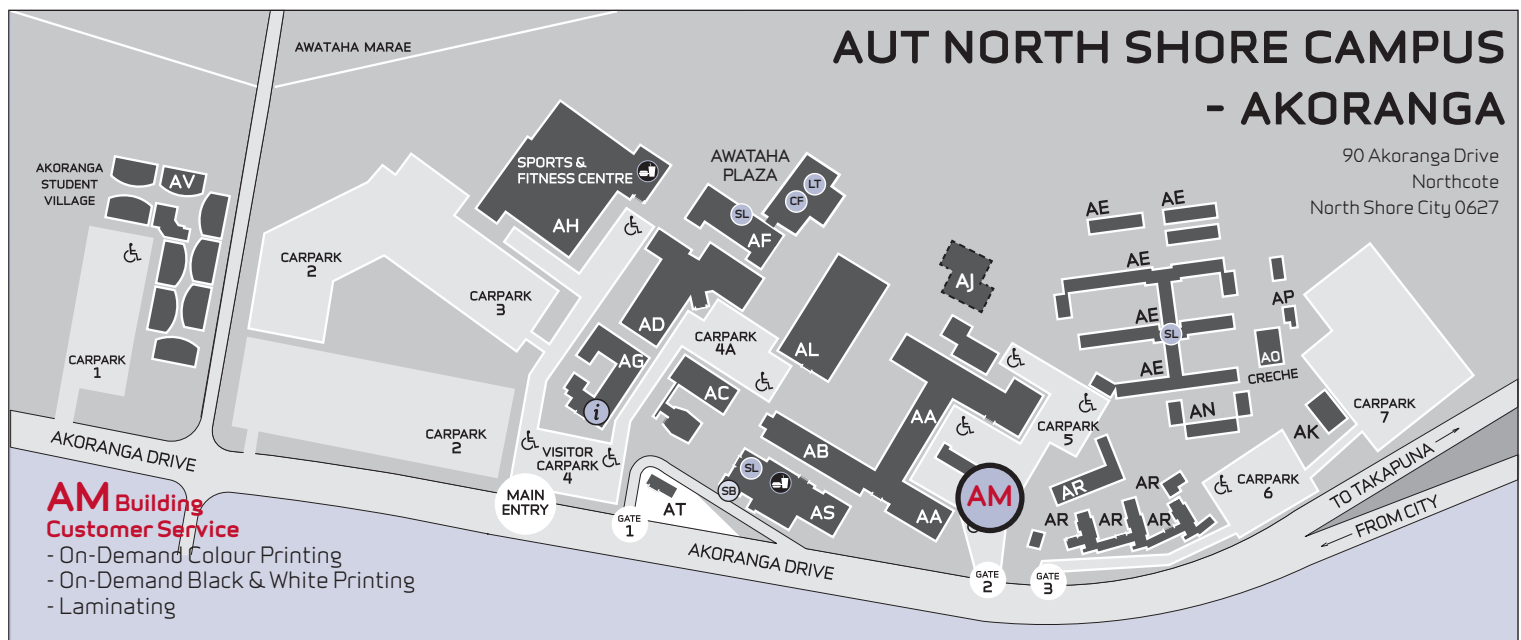 AUT NORTH SHORE CAMPUS
- AKORANGA
90 Akoranga Drive
Northcote
North Shore City 0627
AWATAHA MARAE
AKORANGA
STUDENT
VILLAGE
AV
CARPARK
1
CARPARK
2
CARPARK
3
CARPARK
2
SPORTS &
FITNESS CENTRE
AH
AWATAHA
PLAZA
LT
CF
SL
AF
AD
AG
i
CARPARK
4A
AC
AL
VISITOR
CARPARK
4
MAIN
ENTRY
GATE
1
AT
SL
SB
AS
AB
AA
AA
AJ
CARPARK
5
AM
GATE
2
GATE
3
AE
AE
AE
AE
SL
AE
AP
AO
CRECHE
AN
AK
CARPARK
7
CARPARK
6
AR
AR
AR
AR
AR
TO TAKAPUNA
FROM CITY
AKORANGA DRIVE
AKORANGA DRIVE
AM Building
Customer Service
- On-Demand Colour Printing
- On-Demand Black & White Printing
- Laminating